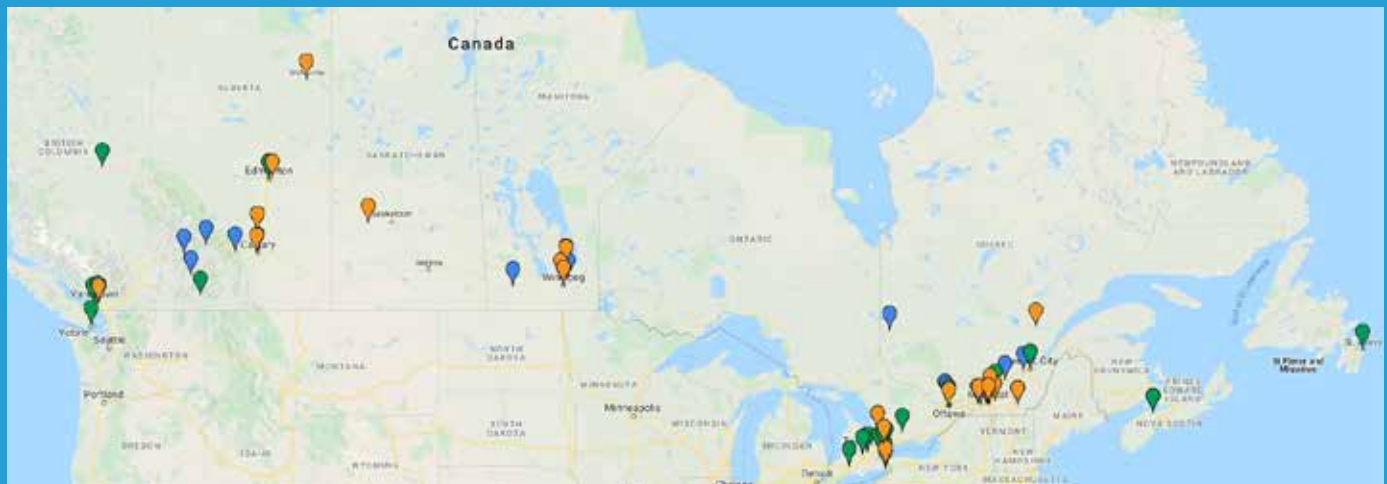 Canada
ALBERTA
MANITOBA
BRITISH
COLUMBIA
SASKATCHEWAN
Edmonton
NEWFOUNDLAND
AND LABRADOR
Saskatoon
Calgary
ONTARIO
QUEBEC
Winnipeg
Vancouver
Victoria
Seattle
WASHINGTON
NORTH
DAKOTA
MONTANA
St Pierre and
Miquelon
NEW
BRUNSWICK
PRINCE
EDWARD
ISLAND
Portland
MINNESOTA
Minneapolis
Ottawa
NOVA SCOTIA
MAINE
SOUTH
DAKOTA
WISCONSIN
VERMONT
OREGON
IDAHO
MICHIGAN
NEW
HAMPSHIRE
WYOMING
Detroit
NEW YORK
MASSACHUSETTS